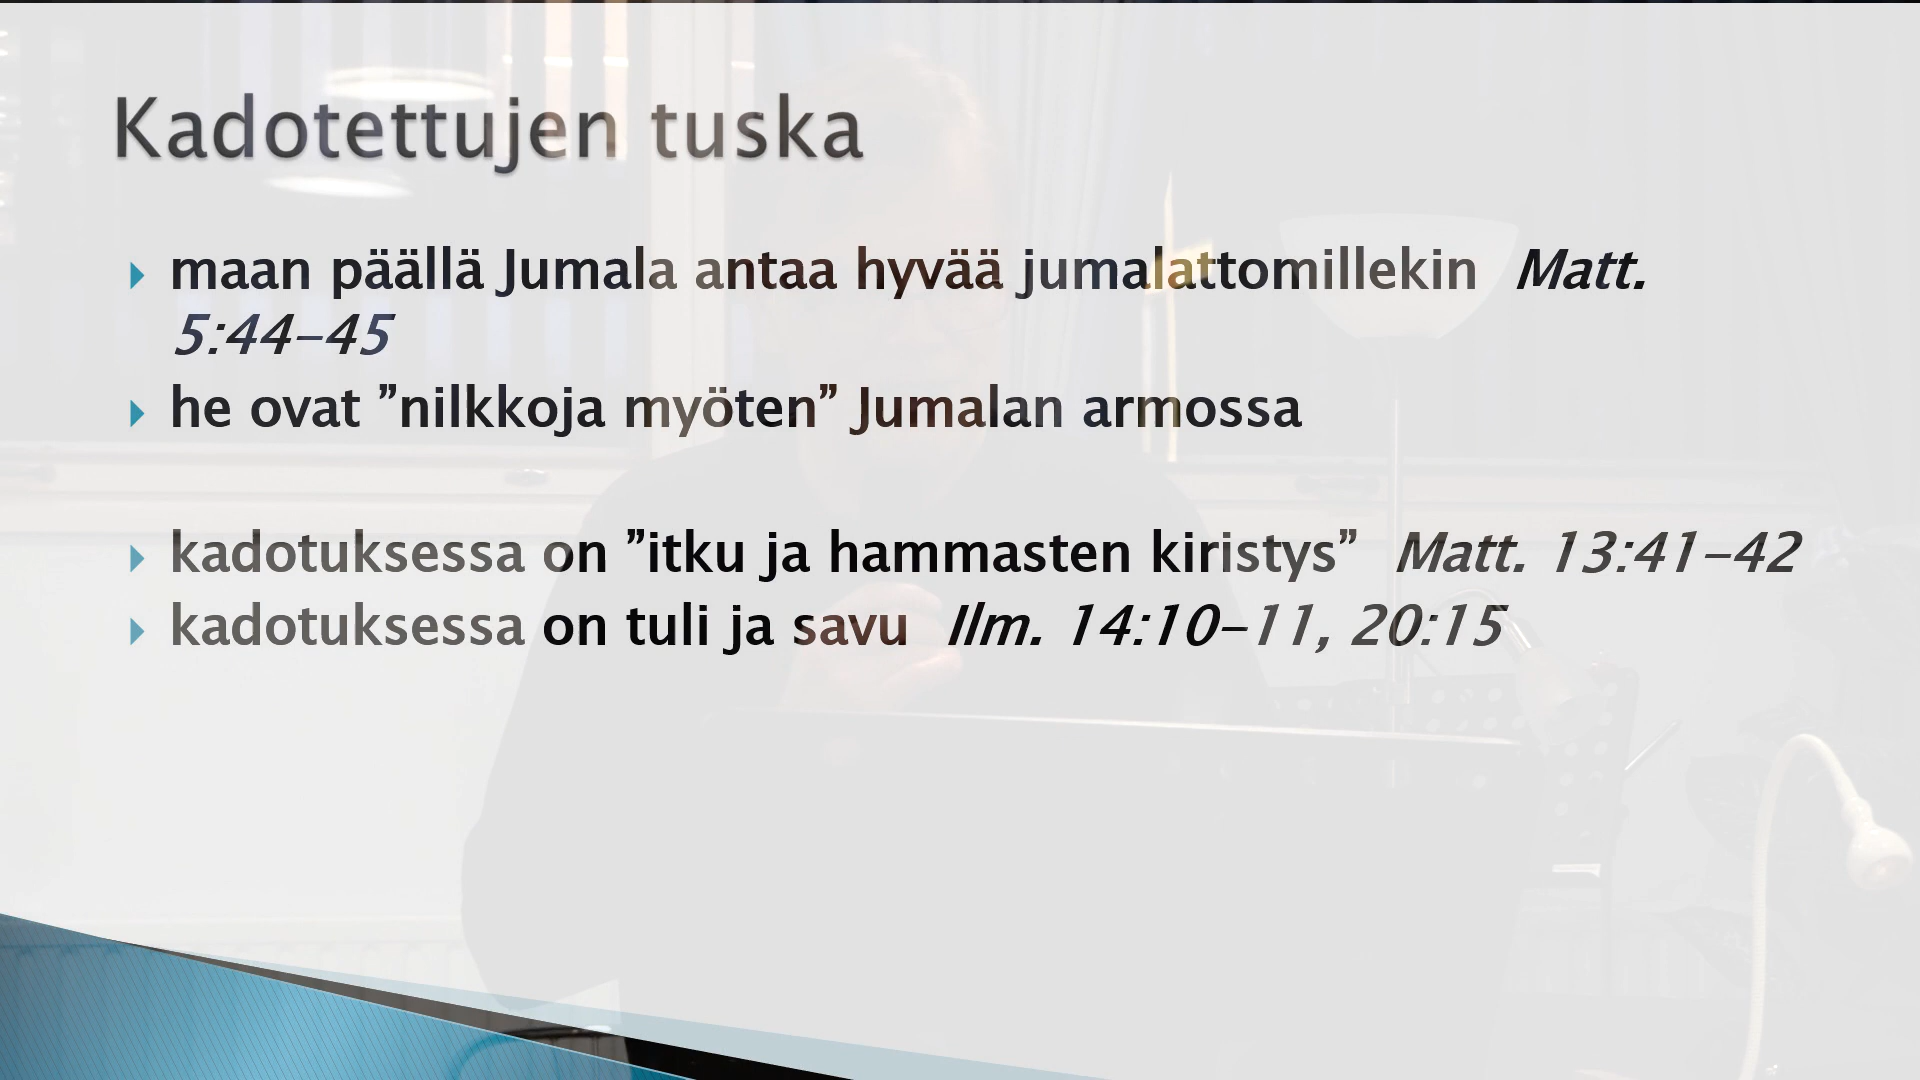 Kadotettujen tuska
maan päällä Jumala antaa hyvää jumalattomillekin Matt.
5:44–45
he ovat ”nilkkoja myöten” Jumalan armossa
kadotuksessa on ”itku ja hammasten kiristys” Matt. 13:41–42
kadotuksessa on tuli ja savu Ilm. 14:10–11, 20:15